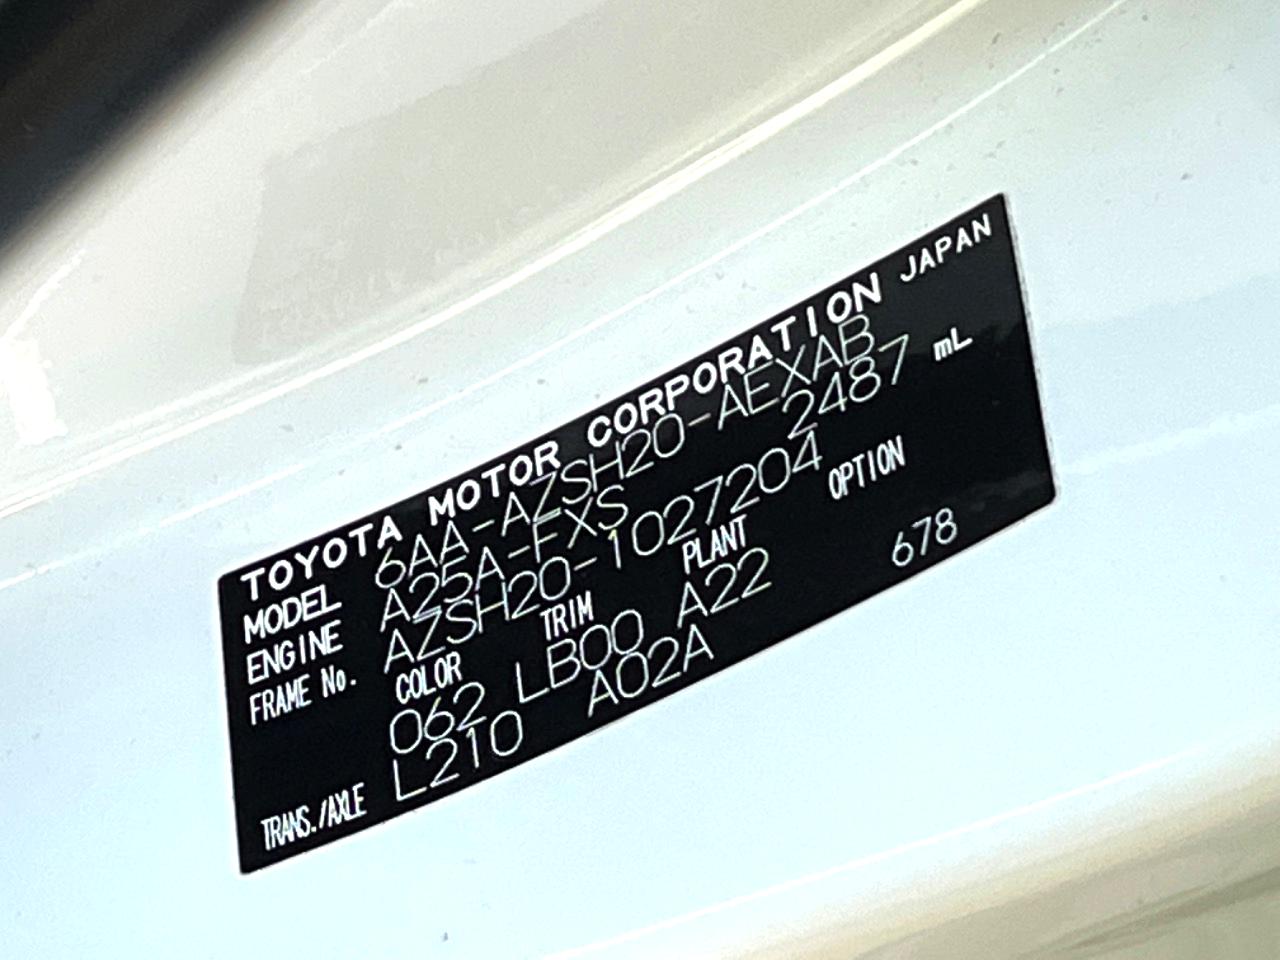 TOYOTA MOTOR CORPORATION JAPAN
MODEL 6AA-AZSH20-AEXAB
ENGINE A25A-FXS 2487 mL
FRAME No. AZSH20-1027204
COLOR TRIM PLANT OPTION
062 LB00 A22 678
TRANS./AXLE L210 A02A